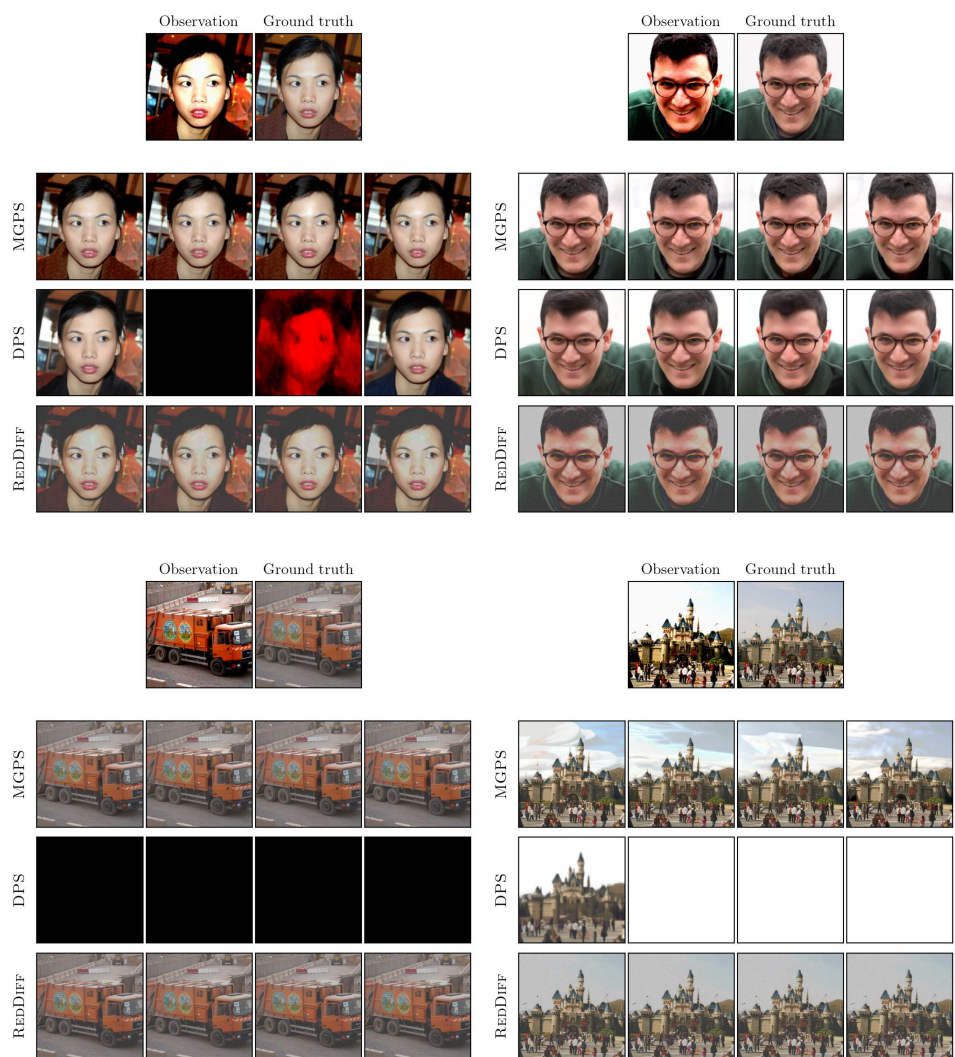 Observation Ground truth
Observation Ground truth
MGPS
DPS
REDDIFF
MGPS
DPS
REDDIFF
Observation Ground truth
Observation Ground truth
MGPS
DPS
REDDIFF
MGPS
DPS
REDDIFF